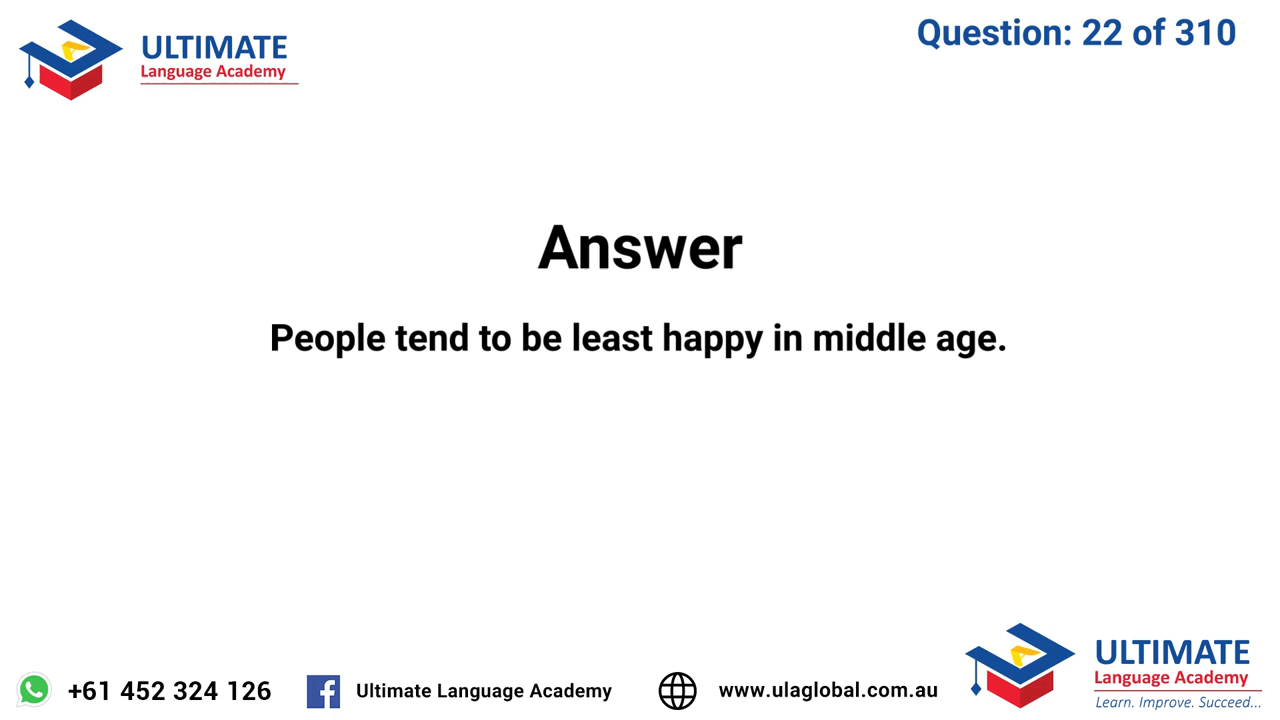 ULTIMATE
Language Academy
Question: 22 of 310
Answer
People tend to be least happy in middle age.
+61 452 324 126
Ultimate Language Academy
www.ulaglobal.com.au
ULTIMATE
Language Academy
Learn. Improve. Succeed...